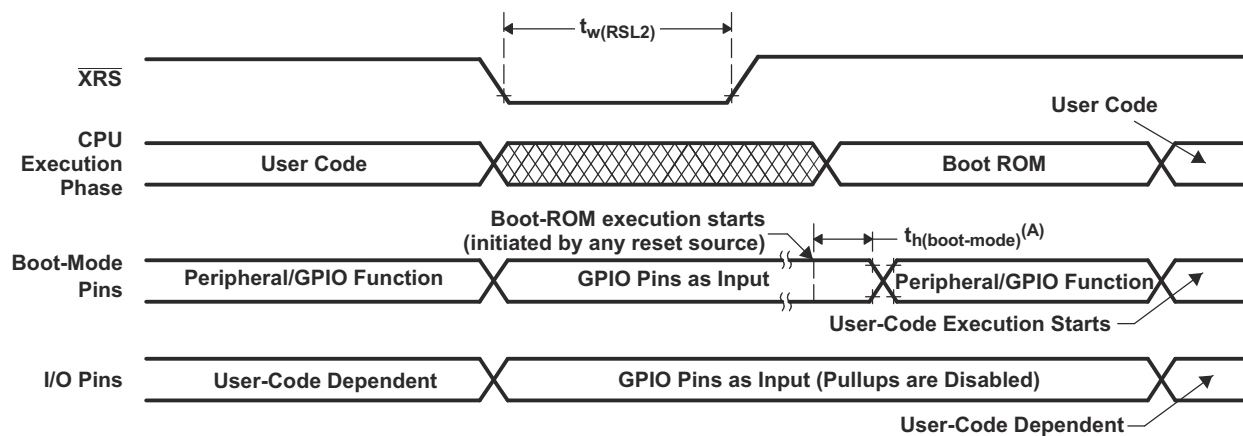 tw(RSL2)
XRS
User Code
CPU
Execution
Phase
User Code
Boot ROM
Boot-ROM execution starts
(initiated by any reset source)
th(boot-mode)(A)
Boot-Mode
Pins
Peripheral/GPIO Function
GPIO Pins as Input
Peripheral/GPIO Function
User-Code Execution Starts
I/O Pins
User-Code Dependent
GPIO Pins as Input (Pullups are Disabled)
User-Code Dependent